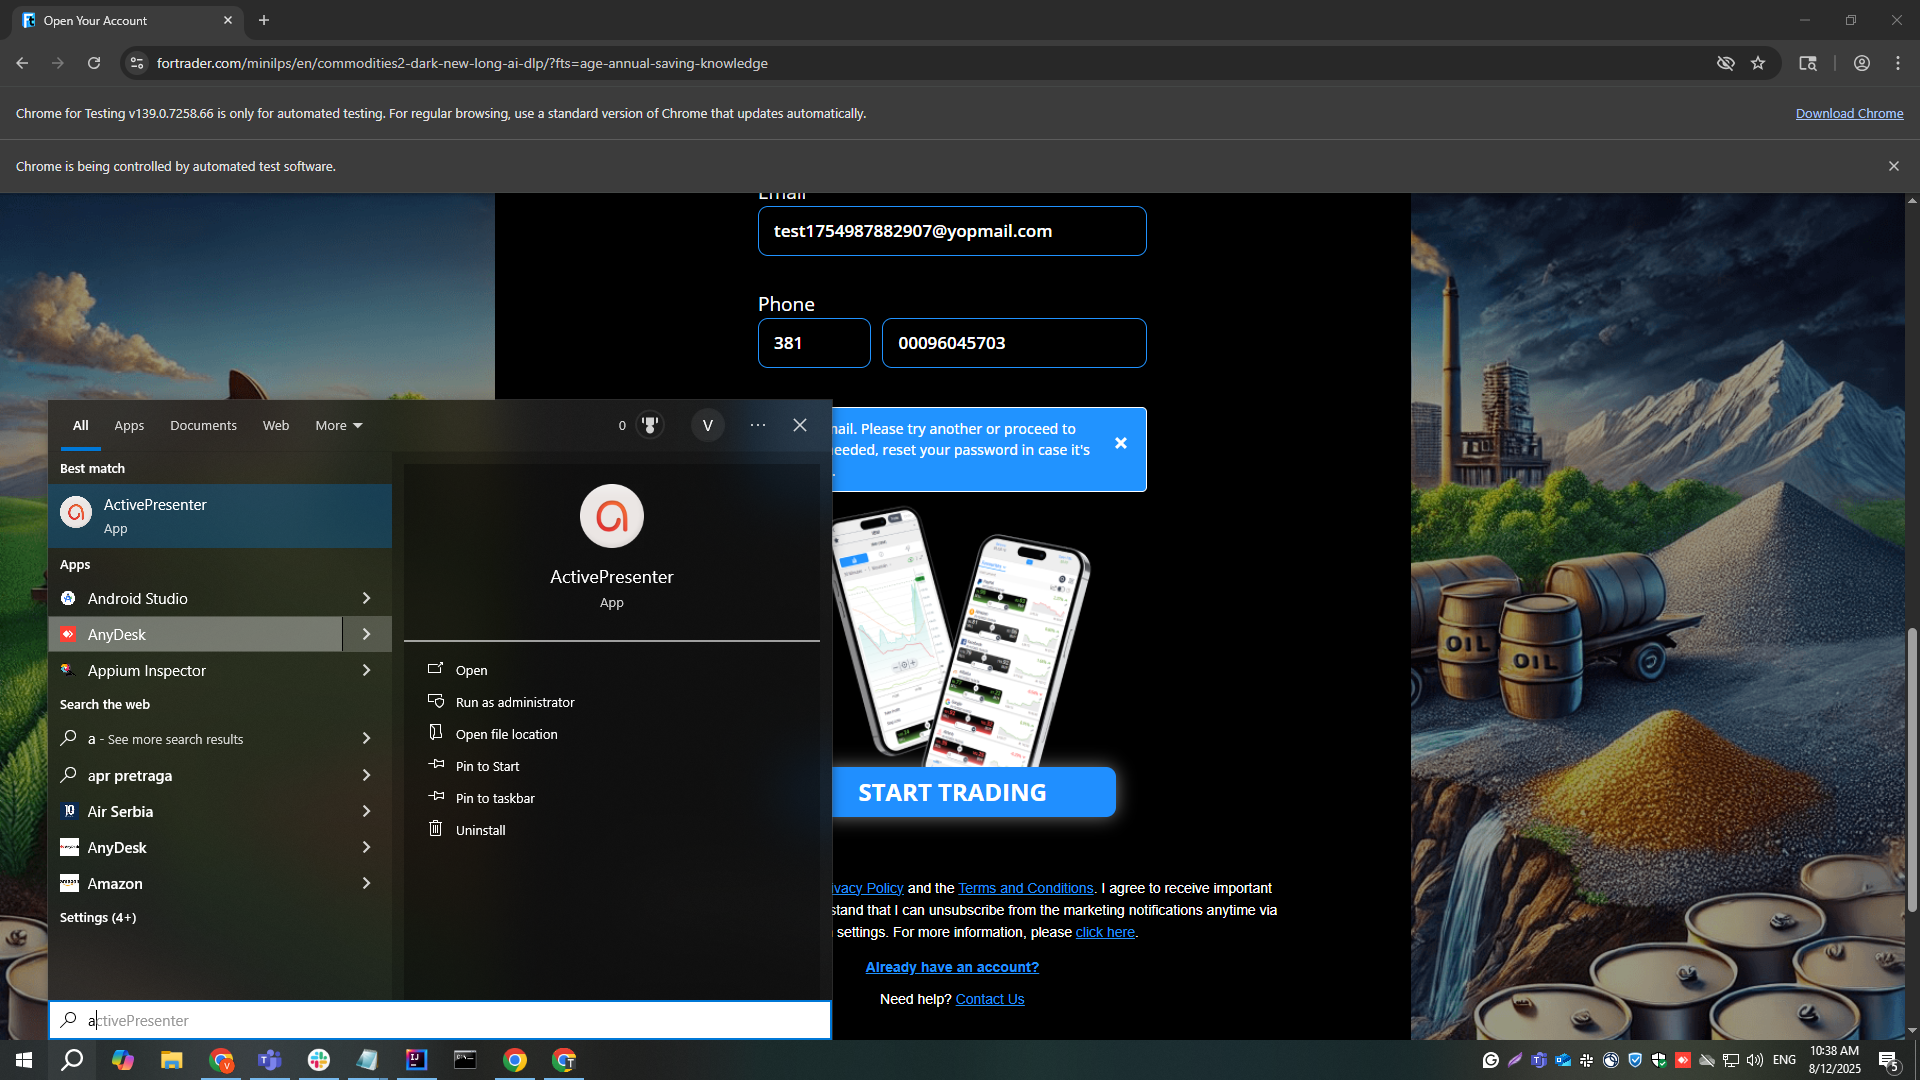 Open Your Account
fortrader.com/minilps/en/commodities2-dark-new-long-ai-dlp/?fts=age-annual-saving-knowledge
Chrome for Testing v139.0.7258.66 is only for automated testing. For regular browsing, use a standard version of Chrome that updates automatically.
Download Chrome
Chrome is being controlled by automated test software.
Email
test1754987882907@yopmail.com
Phone
381
00096045703
All
Apps
Documents
Web
More
0
V
mail. Please try another or proceed to
needed, reset your password in case it's
Best match
ActivePresenter
App
Apps
Android Studio
AnyDesk
Appium Inspector
Search the web
a - See more search results
apr pretraga
Air Serbia
AnyDesk
Amazon
Settings (4+)
ActivePresenter
App
Open
Run as administrator
Open file location
Pin to Start
Pin to taskbar
Uninstall
OIL
OIL
START TRADING
ivacy Policy and the Terms and Conditions. I agree to receive important
stand that I can unsubscribe from the marketing notifications anytime via
settings. For more information, please click here.
Already have an account?
Need help? Contact Us
activePresenter
ENG
10:38 AM
8/12/2025
5